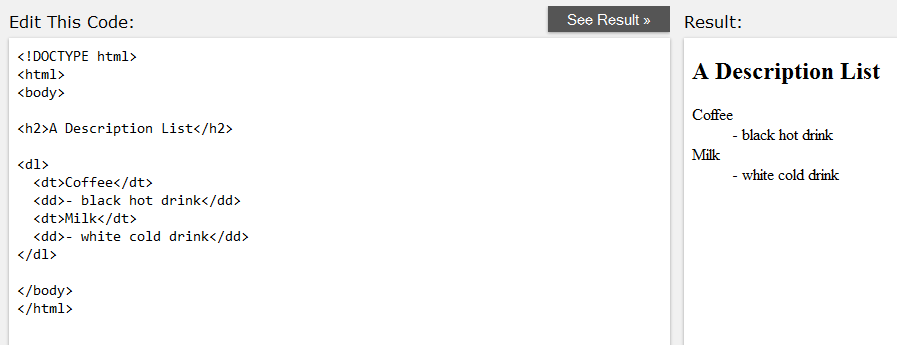 Edit This Code:
See Result »
Result:
<!DOCTYPE html>
<html>
<body>
<h2>A Description List</h2>
<dl>
<dt>Coffee</dt>
<dd>- black hot drink</dd>
<dt>Milk</dt>
<dd>- white cold drink</dd>
</dl>
</body>
</html>
A Description List
Coffee
- black hot drink
Milk
- white cold drink